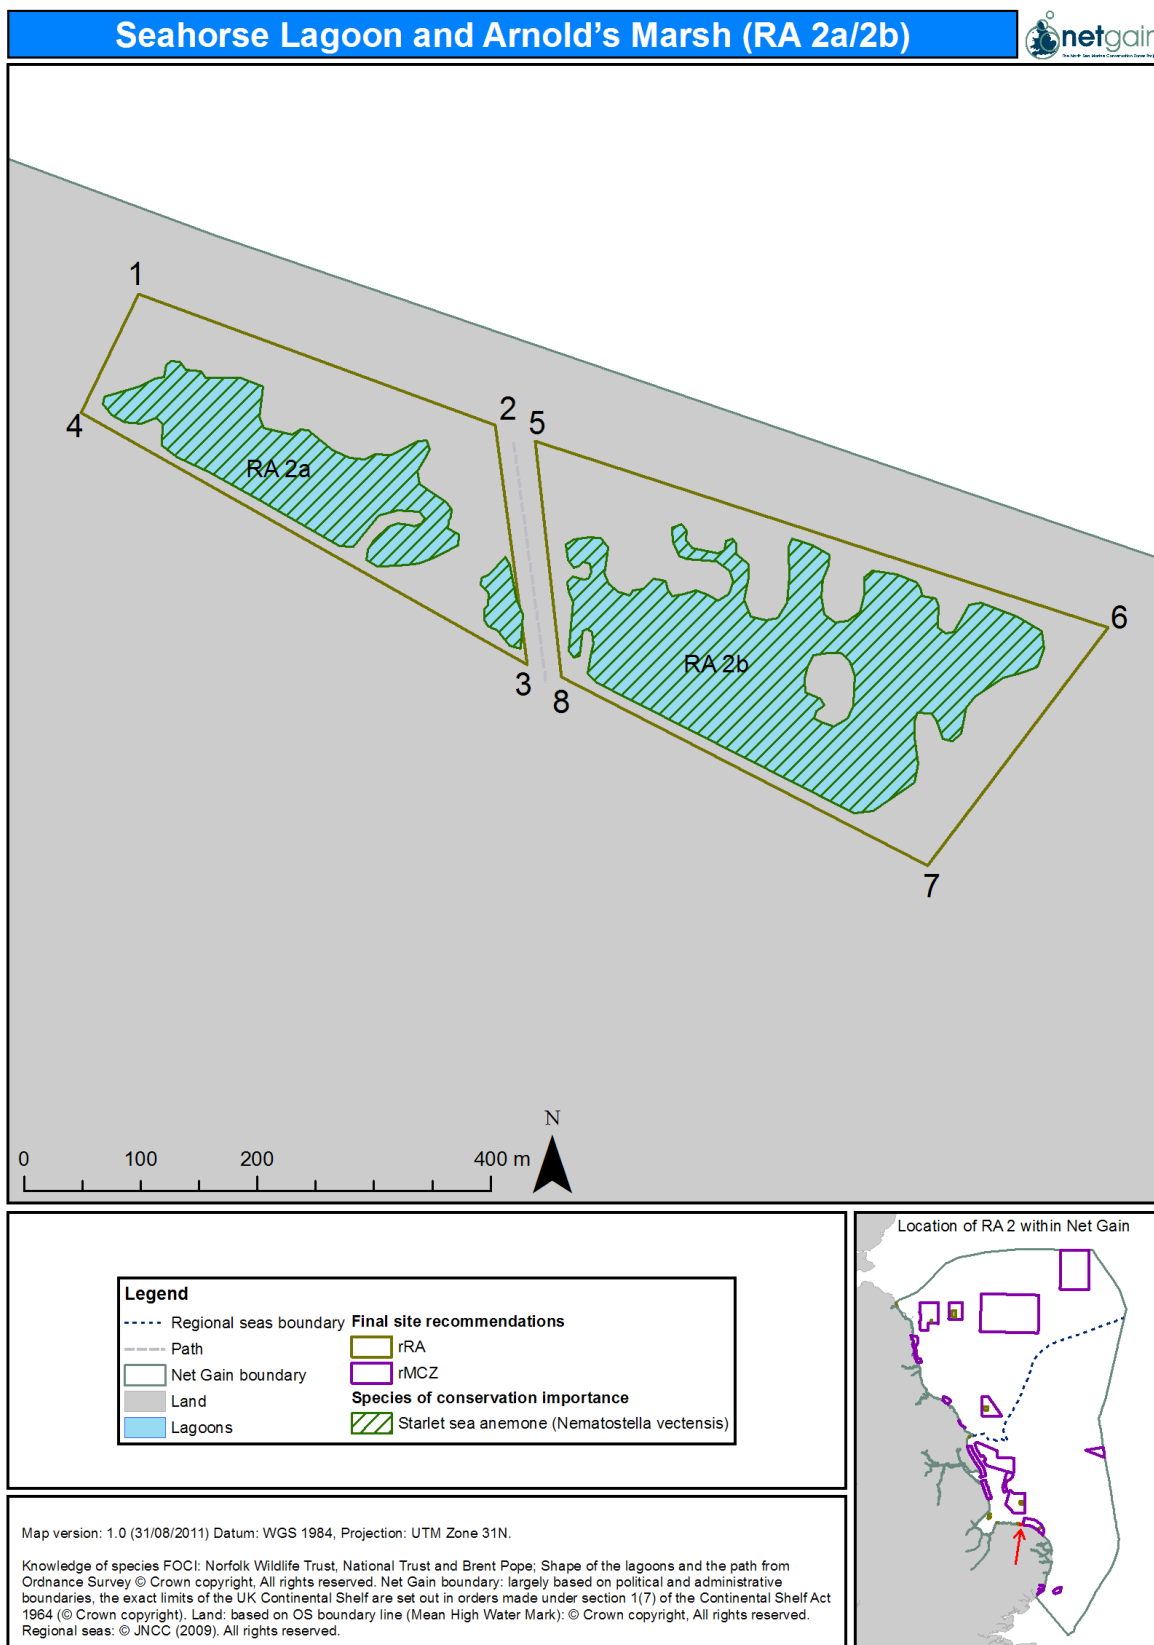 Seahorse Lagoon and Arnold's Marsh (RA 2a/2b)
netgain
1
2
5
4
RA 2a
6
RA 2b
3
8
7
N
0 100 200 400 m
Location of RA 2 within Net Gain
Legend
Regional seas boundary
Path
Net Gain boundary
Land
Lagoons
Final site recommendations
rRA
rMCZ
Species of conservation importance
Starlet sea anemone (Nematostella vectensis)
Map version: 1.0 (31/08/2011) Datum: WGS 1984, Projection: UTM Zone 31N.
Knowledge of species FOCI: Norfolk Wildlife Trust, National Trust and Brent Pope; Shape of the lagoons and the path from
Ordnance Survey © Crown copyright, All rights reserved. Net Gain boundary: largely based on political and administrative
boundaries, the exact limits of the UK Continental Shelf are set out in orders made under section 1(7) of the Continental Shelf Act
1964 (© Crown copyright). Land: based on OS boundary line (Mean High Water Mark): © Crown copyright, All rights reserved.
Regional seas: © JNCC (2009). All rights reserved.